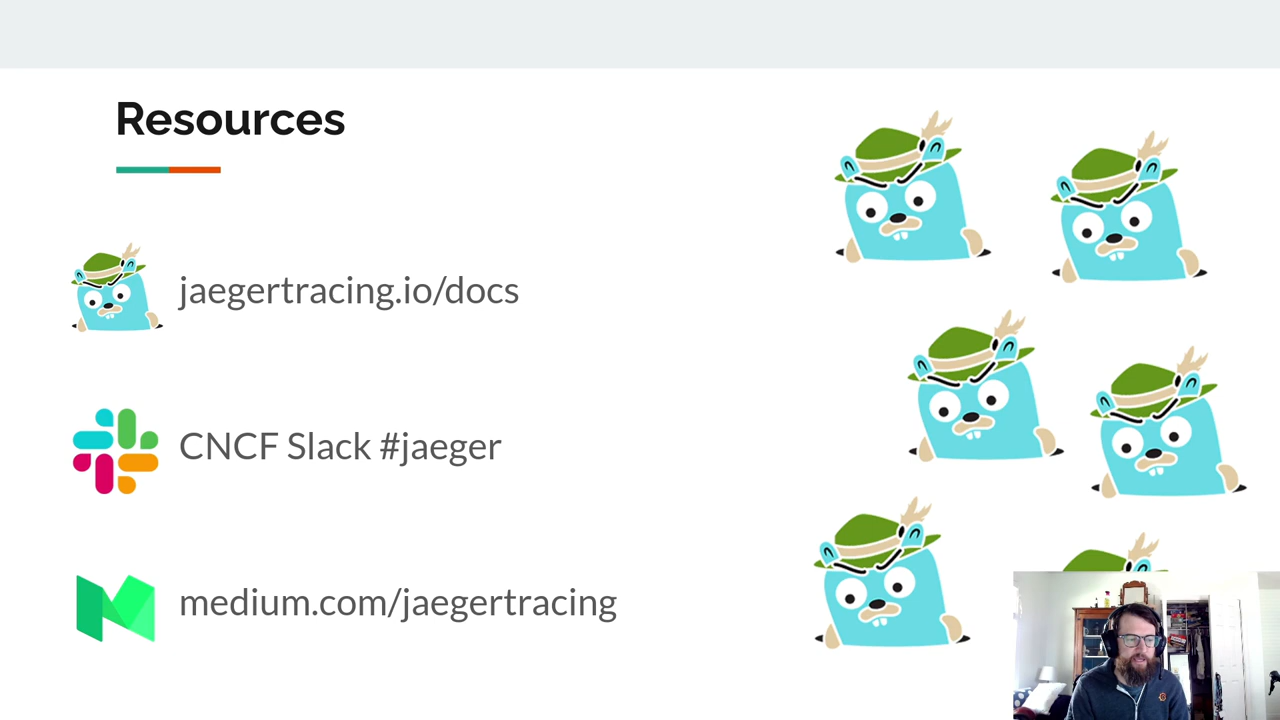 Resources
jaegertracing.io/docs
CNCF Slack #jaeger
medium.com/jaegertracing